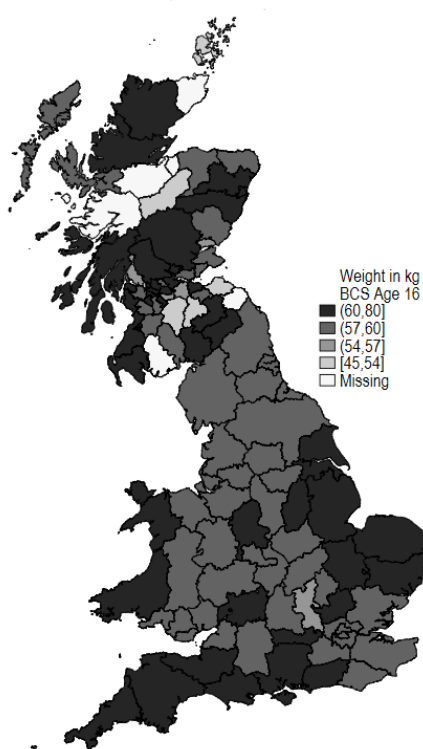 Weight in kg
BCS Age 16
(60,80]
(57,60]
(54,57]
[45,54]
Missing